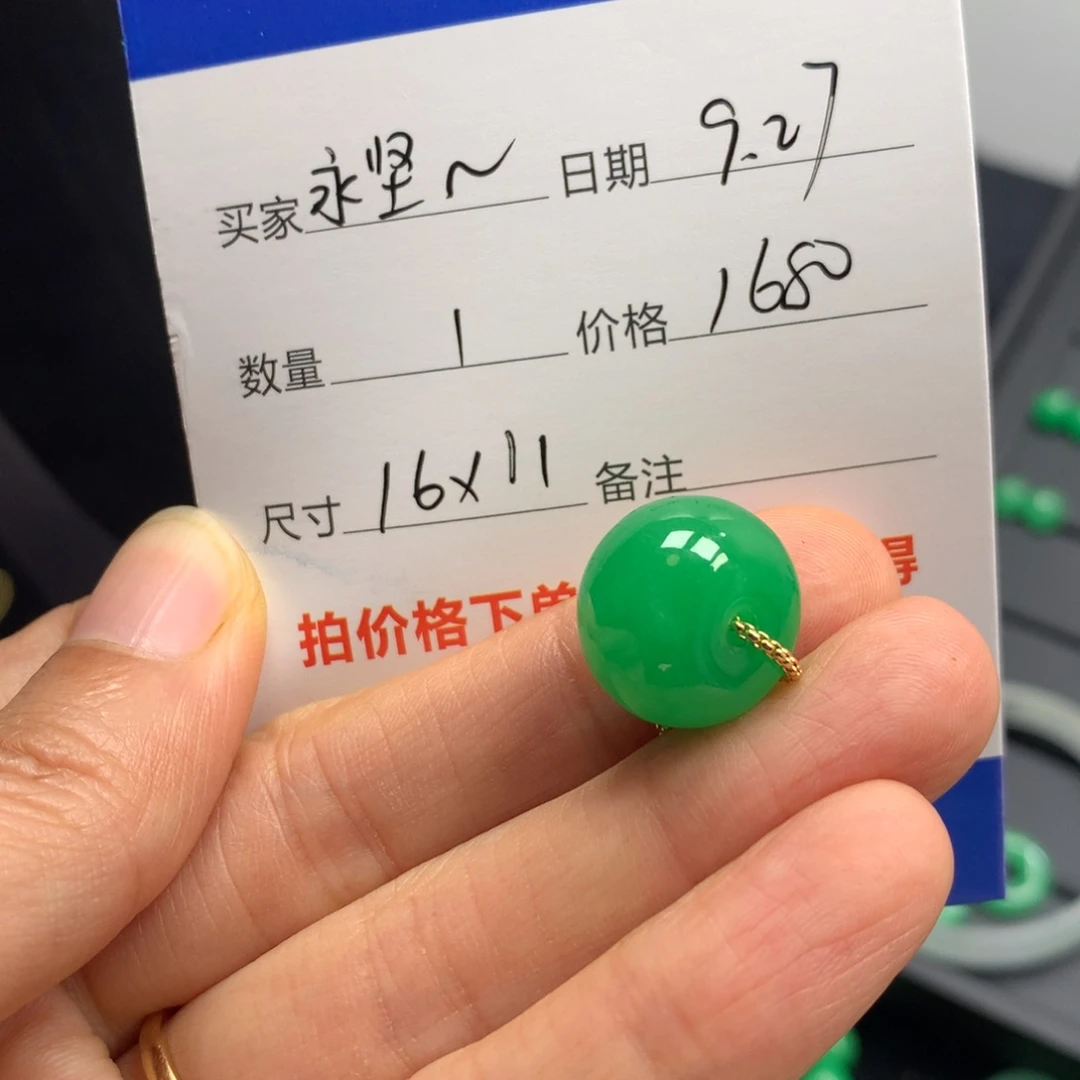 买家 永坚~ 日期 9.27
数量 1 价格 1680
尺寸 16x11 备注
拍价格下单 得